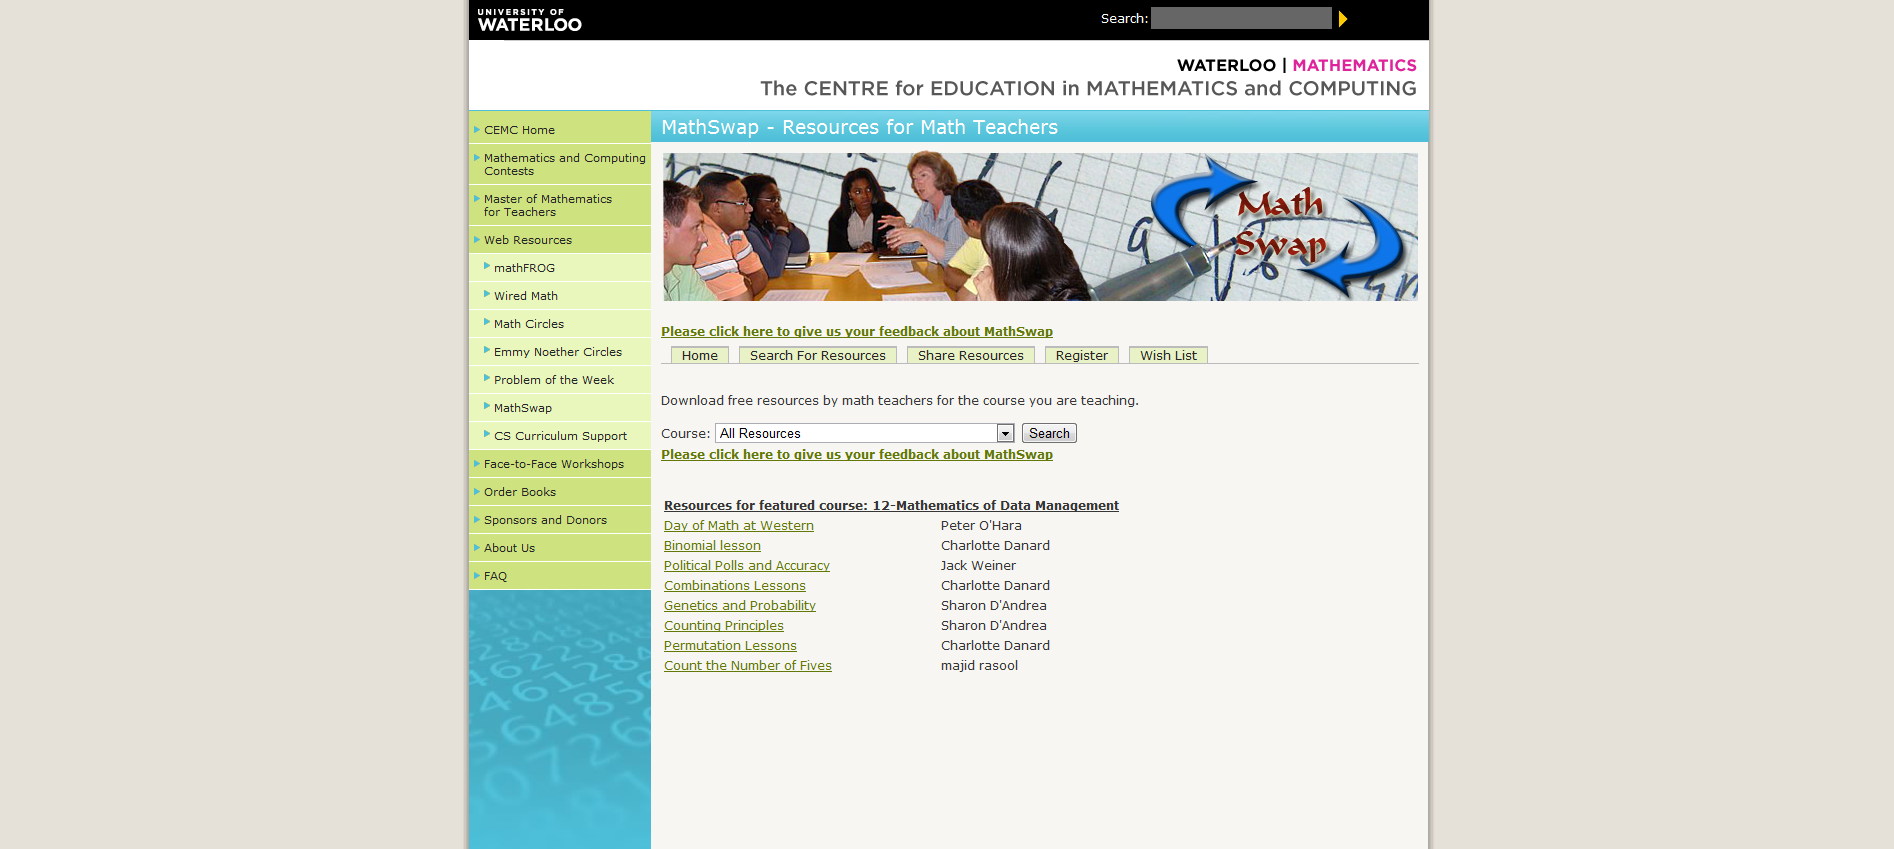 UNIVERSITY OF
WATERLOO
Search:
WATERLOO | MATHEMATICS
The CENTRE for EDUCATION in MATHEMATICS and COMPUTING
CEMC Home
Mathematics and Computing
Contests
Master of Mathematics
for Teachers
Web Resources
mathFROG
Wired Math
Math Circles
Emmy Noether Circles
Problem of the Week
MathSwap
CS Curriculum Support
Face-to-Face Workshops
Order Books
Sponsors and Donors
About Us
FAQ
MathSwap - Resources for Math Teachers
Math
Swap
Please click here to give us your feedback about MathSwap
Home Search For Resources Share Resources Register Wish List
Download free resources by math teachers for the course you are teaching.
Course: All Resources Search
Please click here to give us your feedback about MathSwap
Resources for featured course: 12-Mathematics of Data Management
Day of Math at Western Peter O'Hara
Binomial lesson Charlotte Danard
Political Polls and Accuracy Jack Weiner
Combinations Lessons Charlotte Danard
Genetics and Probability Sharon D'Andrea
Counting Principles Sharon D'Andrea
Permutation Lessons Charlotte Danard
Count the Number of Fives majid rasool